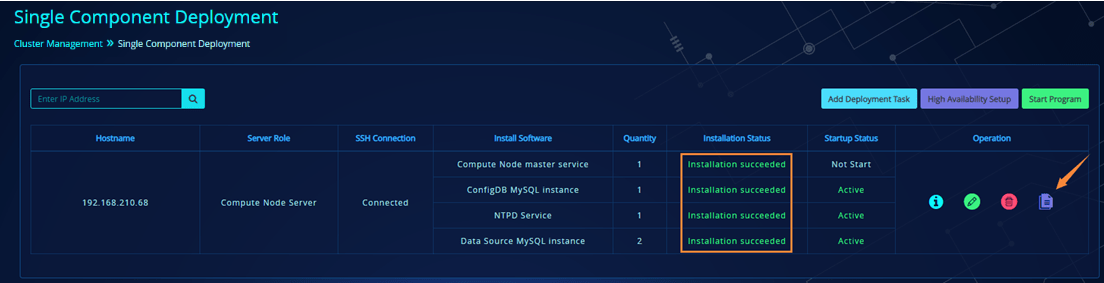 Single Component Deployment
Cluster Management » Single Component Deployment
Enter IP Address
Add Deployment Task High Availability Setup Start Program
Hostname Server Role SSH Connection Install Software Quantity Installation Status Startup Status Operation
Compute Node master service 1 Installation succeeded Not Start
ConfigDB MySQL instance 1 Installation succeeded Active
192.168.210.68 Compute Node Server Connected
NTPD Service 1 Installation succeeded Active
Data Source MySQL instance 2 Installation succeeded Active